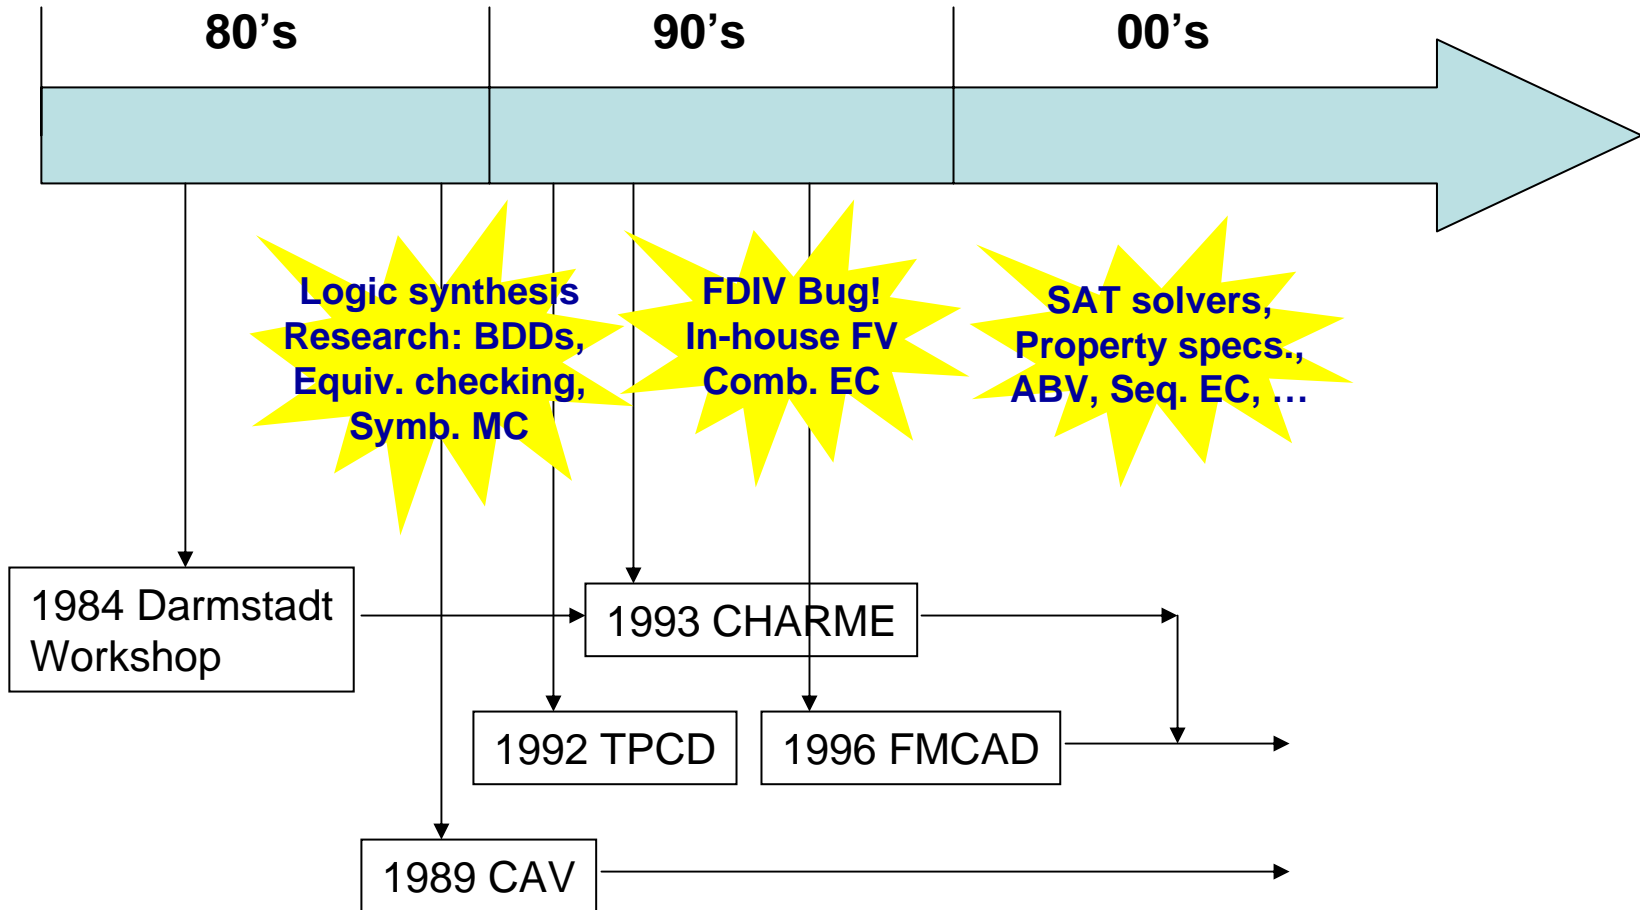 80’s
90’s
00’s
Logic synthesis
Research: BDDs,
Equiv. checking,
Symb. MC
FDIV Bug!
In-house FV
Comb. EC
SAT solvers,
Property specs.,
ABV, Seq. EC, …
1984 Darmstadt
Workshop
1993 CHARME
1992 TPCD
1996 FMCAD
1989 CAV